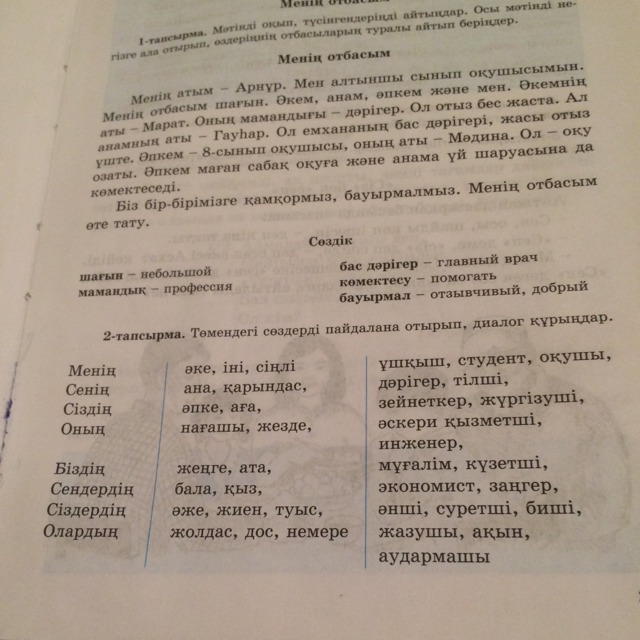 Менің отбасым
1-тапсырма. Мәтінді оқып, түсінгендеріңді айтыңдар. Осы мәтінді не-
гізге ала отырып, өздеріңнің отбасыларың туралы айтып беріңдер.
Менің отбасым
Менің атым – Арнұр. Мен алтыншы сынып оқушысымын.
Менің отбасым шағын. Әкем, анам, әпкем және мен. Әкемнің
аты – Марат. Оның мамандығы – дәрігер. Ол отыз бес жаста. Ал
анамның аты – Гауһар. Ол емхананың бас дәрігері, жасы отыз
үште. Әпкем – 8-сынып оқушысы, оның аты – Мәдина. Ол – оқу
озаты. Әпкем маған сабақ оқуға және анама үй шаруасына да
көмектеседі.
Біз бір-бірімізге қамқормыз, бауырмалмыз. Менің отбасым
өте тату.
Сөздік
шағын – небольшой
мамандық – профессия
бас дәрігер – главный врач
көмектесу – помогать
бауырмал – отзывчивый, добрый
2-тапсырма. Төмендегі сөздерді пайдалана отырып, диалог құрыңдар.
Менің
Сенің
Сіздің
Оның
Біздің
Сендердің
Сіздердің
Олардың
әке, іні, сіңлі
ана, қарындас,
әпке, аға,
нағашы, жезде,
жеңге, ата,
бала, қыз,
әже, жиен, туыс,
жолдас, дос, немере
ұшқыш, студент, оқушы,
дәрігер, тілші,
зейнеткер, жүргізуші,
әскери қызметші,
инженер,
мұғалім, күзетші,
экономист, заңгер,
әнші, суретші, биші,
жазушы, ақын,
аудармашы